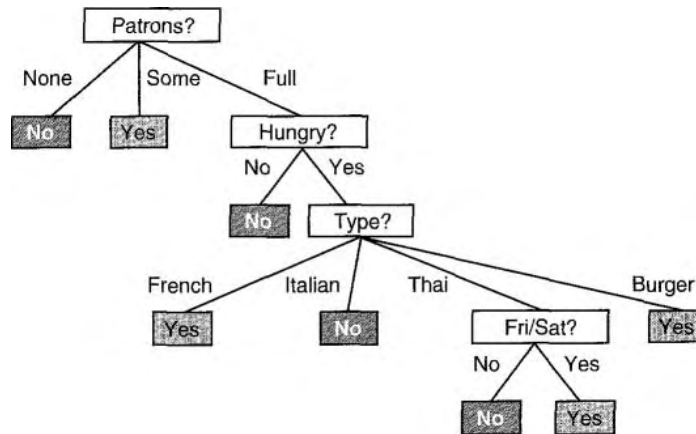 Patrons?
None Some Full
No Yes Hungry?
No Yes
No Type?
French Italian Thai Burger
Yes No Fri/Sat? Yes
No Yes
No Yes